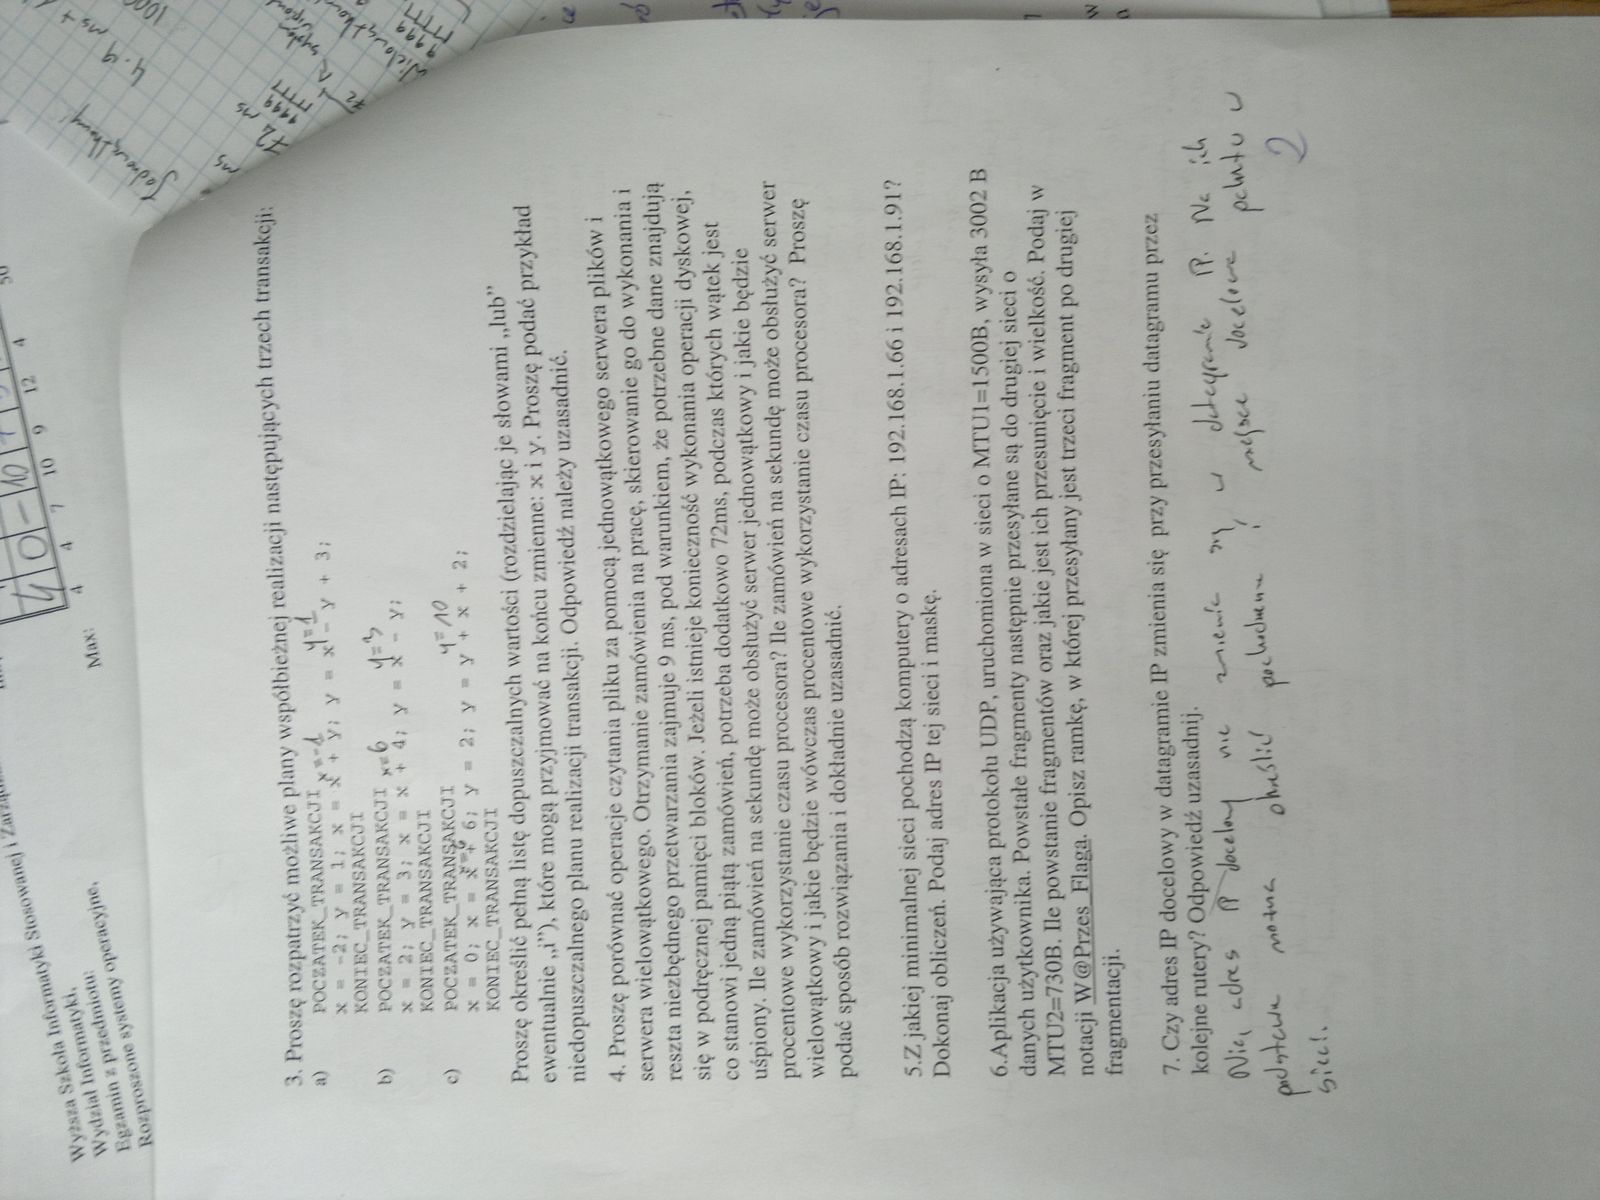 Wyższa Szkoła Informatyki Stosowanej i
Wydział Informatyki,
Egzamin z przedmiotu:
Rozproszone systemy operacyjne,
4 0 - 10
Max: 4 4 7 10 9 12 4 50
Jednowątkowy
4·9 ms +
72 ms
9999
77777
72
system
Wielowątkowy
9999
77777
3. Proszę rozpatrzyć możliwe plany współbieżnej realizacji następujących trzech transakcji:
a) POCZATEK_TRANSAKCJI x=-1 y=1
x = -2; y = 1; x = x + y; y = x - y + 3;
KONIEC_TRANSAKCJI
b) POCZATEK_TRANSAKCJI x=6 y=3
x = 2; y = 3; x = x + 4; y = x - y;
KONIEC_TRANSAKCJI
c) POCZATEK_TRANSAKCJI y=10
x=6
x = 0; x = x + 6; y = 2; y = y + x + 2;
KONIEC_TRANSAKCJI
Proszę określić pełną listę dopuszczalnych wartości (rozdzielając je słowami „lub”
ewentualnie „i”), które mogą przyjmować na końcu zmienne: x i y. Proszę podać przykład
niedopuszczalnego planu realizacji transakcji. Odpowiedź należy uzasadnić.
4. Proszę porównać operacje czytania pliku za pomocą jednowątkowego serwera plików i
serwera wielowątkowego. Otrzymanie zamówienia na pracę, skierowanie go do wykonania i
reszta niezbędnego przetwarzania zajmuje 9 ms, pod warunkiem, że potrzebne dane znajdują
się w podręcznej pamięci bloków. Jeżeli istnieje konieczność wykonania operacji dyskowej,
co stanowi jedną piątą zamówień, potrzeba dodatkowo 72ms, podczas których wątek jest
uśpiony. Ile zamówień na sekundę może obsłużyć serwer jednowątkowy i jakie będzie
procentowe wykorzystanie czasu procesora? Ile zamówień na sekundę może obsłużyć serwer
wielowątkowy i jakie będzie wówczas procentowe wykorzystanie czasu procesora? Proszę
podać sposób rozwiązania i dokładnie uzasadnić.
5.Z jakiej minimalnej sieci pochodzą komputery o adresach IP: 192.168.1.66 i 192.168.1.91?
Dokonaj obliczeń. Podaj adres IP tej sieci i maskę.
6.Aplikacja używająca protokołu UDP, uruchomiona w sieci o MTU1=1500B, wysyła 3002 B
danych użytkownika. Powstałe fragmenty następnie przesyłane są do drugiej sieci o
MTU2=730B. Ile powstanie fragmentów oraz jakie jest ich przesunięcie i wielkość. Podaj w
notacji W@Przes_Flaga. Opisz ramkę, w której przesyłany jest trzeci fragment po drugiej
fragmentacji.
7. Czy adres IP docelowy w datagramie IP zmienia się przy przesyłaniu datagramu przez
kolejne rutery? Odpowiedź uzasadnij.
Nie, adres IP docelowy nie zmienia się w datagramie IP. Na ich
podstawie można określić pochodzenie i miejsce docelowe pakietu w
sieci.
2